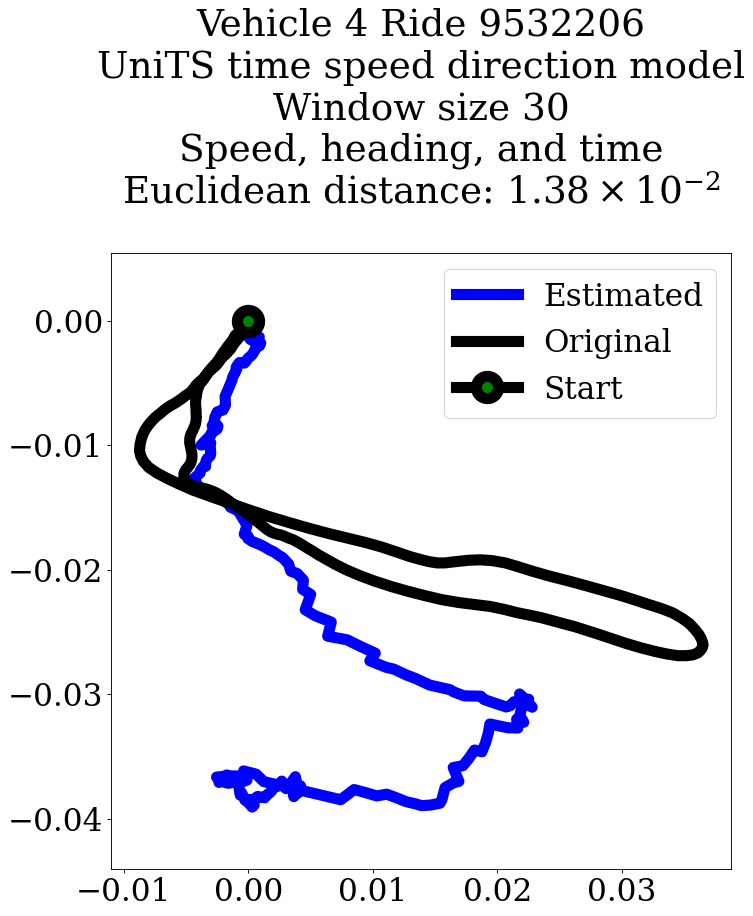 Vehicle 4 Ride 9532206
UniTS time speed direction model
Window size 30
Speed, heading, and time
Euclidean distance: 1.38 × 10⁻²
Estimated
Original
Start
0.00
−0.01
−0.02
−0.03
−0.04
−0.01 0.00 0.01 0.02 0.03